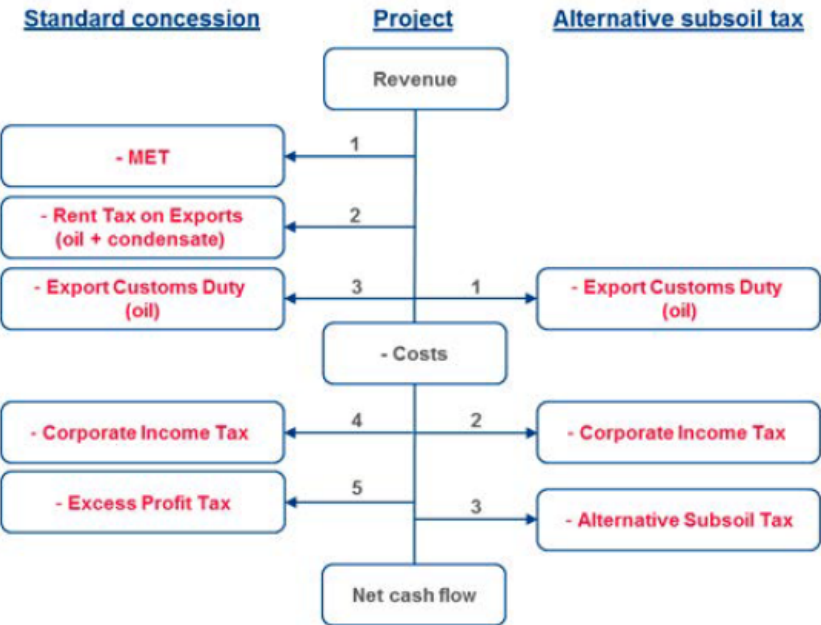 Standard concession
Project
Alternative subsoil tax
Revenue
1
- MET
2
- Rent Tax on Exports
(oil + condensate)
3
1
- Export Customs Duty
(oil)
- Export Customs Duty
(oil)
- Costs
4
2
- Corporate Income Tax
- Corporate Income Tax
5
- Excess Profit Tax
3
- Alternative Subsoil Tax
Net cash flow